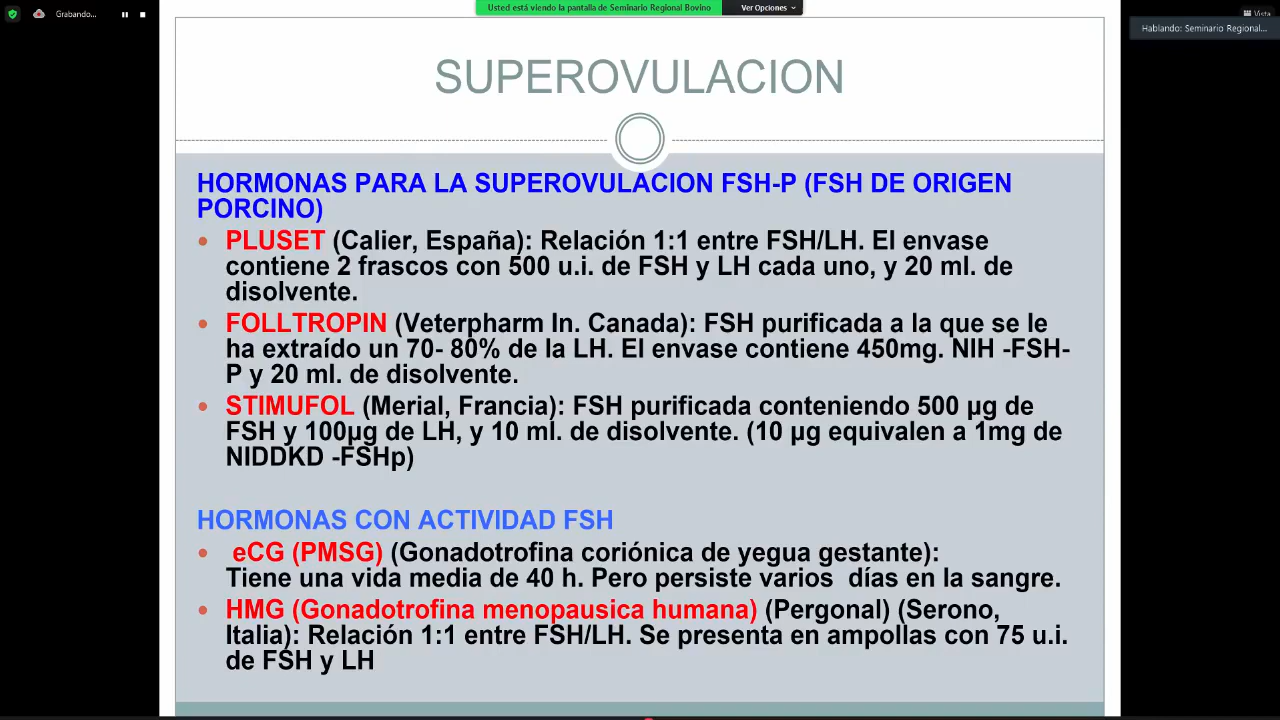 Grabando...
Usted está viendo la pantalla de Seminario Regional Bovino
Ver Opciones
Vista
Hablando: Seminario Regional...
SUPEROVULACION
HORMONAS PARA LA SUPEROVULACION FSH-P (FSH DE ORIGEN
PORCINO)
• PLUSET (Calier, España): Relación 1:1 entre FSH/LH. El envase
contiene 2 frascos con 500 u.i. de FSH y LH cada uno, y 20 ml. de
disolvente.
• FOLLTROPIN (Veterpharm In. Canada): FSH purificada a la que se le
ha extraído un 70- 80% de la LH. El envase contiene 450mg. NIH -FSH-
P y 20 ml. de disolvente.
• STIMUFOL (Merial, Francia): FSH purificada conteniendo 500 µg de
FSH y 100µg de LH, y 10 ml. de disolvente. (10 µg equivalen a 1mg de
NIDDKD -FSHp)
HORMONAS CON ACTIVIDAD FSH
• eCG (PMSG) (Gonadotrofina coriónica de yegua gestante):
Tiene una vida media de 40 h. Pero persiste varios días en la sangre.
• HMG (Gonadotrofina menopausica humana) (Pergonal) (Serono,
Italia): Relación 1:1 entre FSH/LH. Se presenta en ampollas con 75 u.i.
de FSH y LH